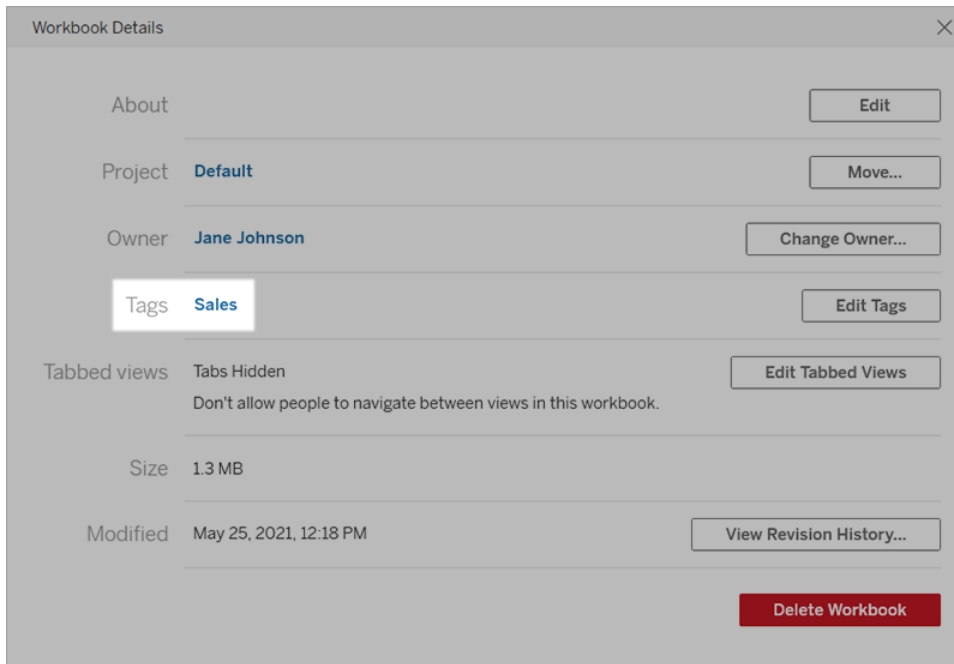 Workbook Details
About
Edit
Project Default Move...
Owner Jane Johnson Change Owner...
Tags Sales Edit Tags
Tabbed views Tabs Hidden Edit Tabbed Views
Don't allow people to navigate between views in this workbook.
Size 1.3 MB
Modified May 25, 2021, 12:18 PM View Revision History...
Delete Workbook